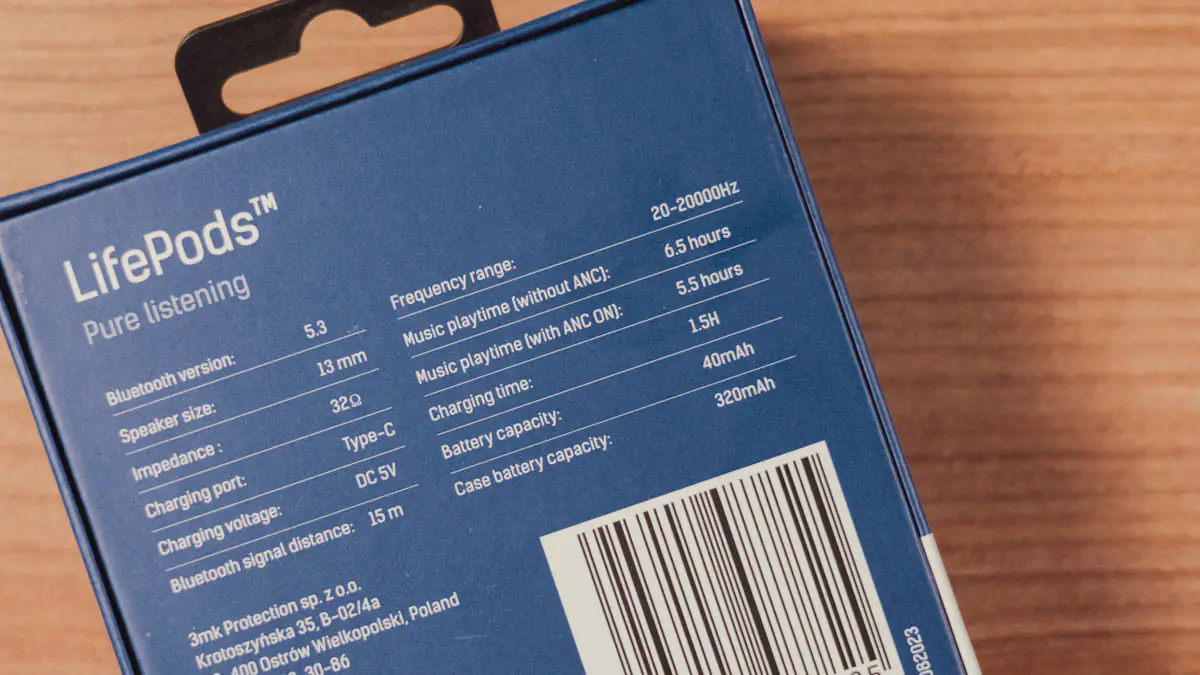 LifePods™
Pure listening
Bluetooth version: 5.3
Speaker size: 13 mm
Impedance : 32Ω
Charging port: Type-C
Charging voltage: DC 5V
Bluetooth signal distance: 15 m
Frequency range: 20-20000Hz
Music playtime (without ANC): 6.5 hours
Music playtime (with ANC ON): 5.5 hours
Charging time: 1.5H
Battery capacity: 40mAh
Case battery capacity: 320mAh
3mk Protection sp. z o.o.
Krotoszyńska 35, B-02/4a
400 Ostrów Wielkopolski, Poland
30-86
082023